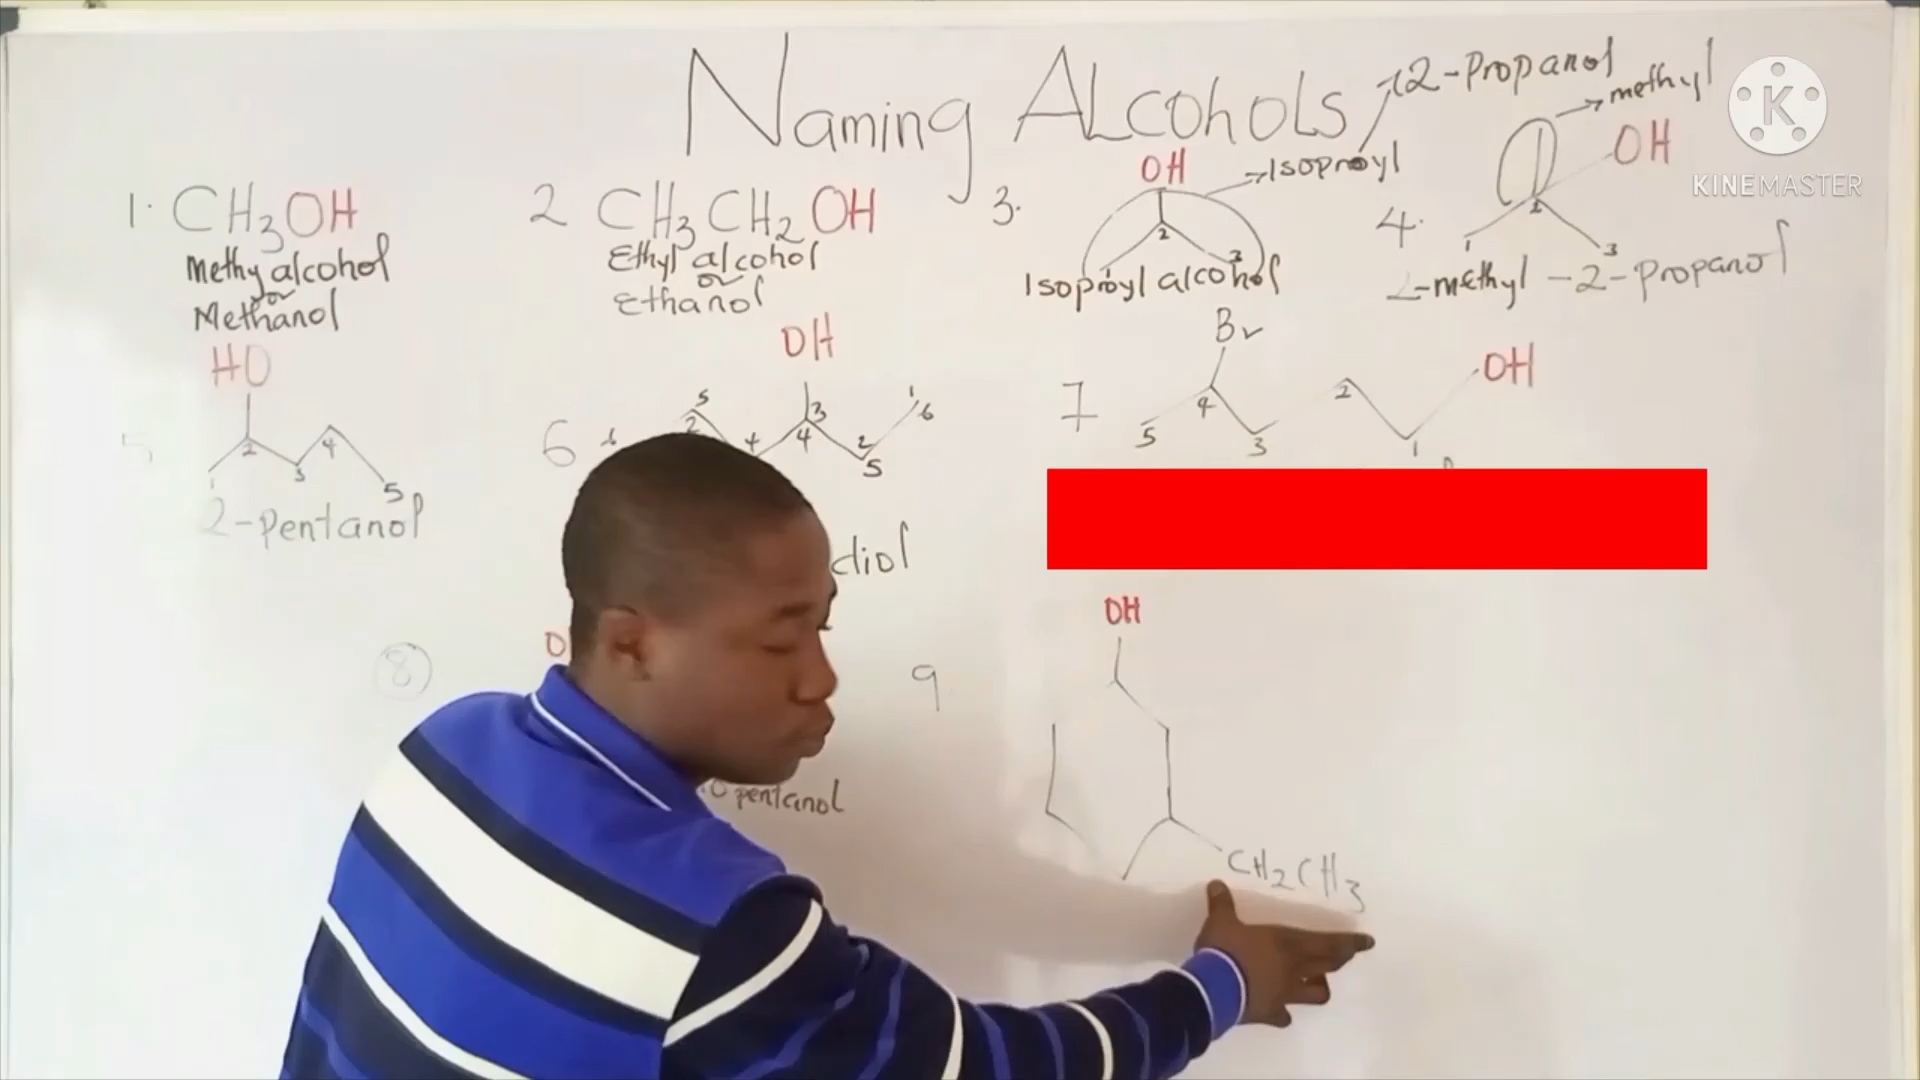 Naming ALcohols
2-Propanol
methyl
KINEMASTER
1. CH3OH
Methy alcohol
or
Methanol
2 CH3CH2OH
Ethyl alcohol
or
Ethanol
3.
OH
Isoproyl
2
3
Isoproyl alcohol
4.
OH
2
1
3
2-methyl-2-propanol
5
HO
1
2
3
4
5
2-pentanol
6
OH
5
2
4
3
4
2
5
1
6
diol
7
Br
OH
5
4
3
2
1
8
O
pentanol
9
OH
CH2CH3